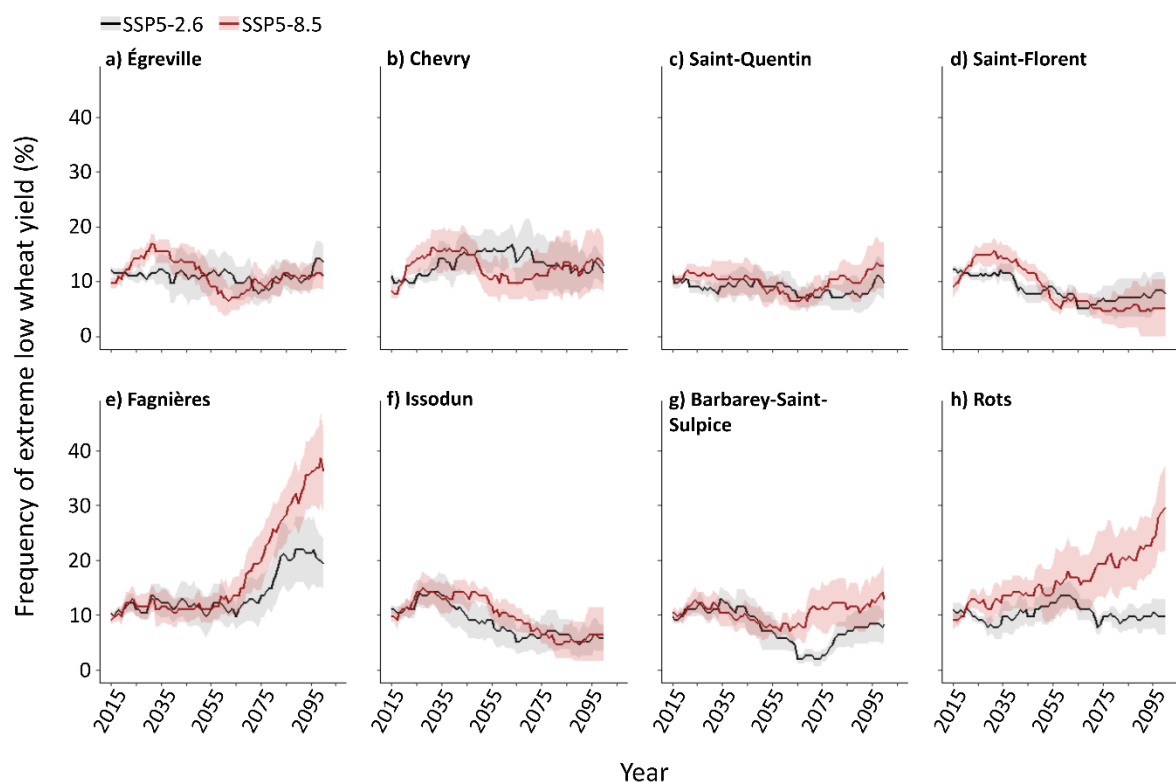 SSP5-2.6 SSP5-8.5
a) Égreville
b) Chevry
c) Saint-Quentin
d) Saint-Florent
40
30
20
10
0
e) Fagnières
f) Issodun
g) Barbarey-Saint-
Sulpice
h) Rots
40
30
20
10
0
2015 2035 2055 2075 2095
2015 2035 2055 2075 2095
2015 2035 2055 2075 2095
2015 2035 2055 2075 2095
Frequency of extreme low wheat yield (%)
Year